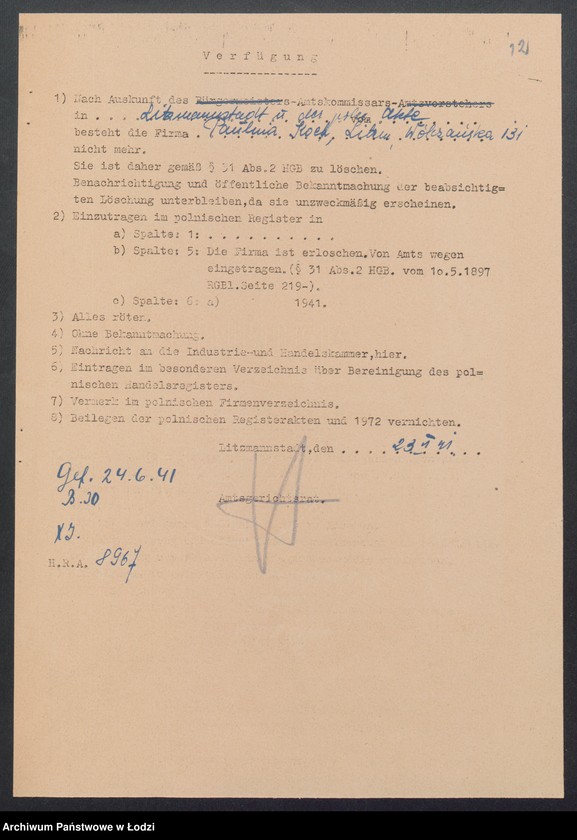 12
Verfügung
1) Nach Auskunft des Bürgermeisters-Amtskommissars-Amtsvorstehers
in . . . . Litzmannstadt u. der poln. Akte
besteht die Firma . Paulina Kock, Litzm. Wólczańska 131
nicht mehr.
Sie ist daher gemäß § 31 Abs.2 HGB zu löschen.
Benachrichtigung und öffentliche Bekanntmachung der beabsichtig=
ten Löschung unterbleiben,da sie unzweckmäßig erscheinen.
2) Einzutragen im polnischen Register in
a) Spalte: 1: . . . . . . . . . . .
b) Spalte: 5: Die Firma ist erloschen.Von Amts wegen
eingetragen.(§ 31 Abs.2 HGB. vom 1o.5.1897
RGBl.Seite 219-).
c) Spalte: 6: a) 1941.
3) Alles röten.
4) Ohne Bekanntmachung.
5) Nachricht an die Industrie-und Handelskammer,hier.
6) Eintragen im besonderen Verzeichnis über Bereinigung des pol=
nischen Handelsregisters.
7) Vermerk im polnischen Firmenverzeichnis.
8) Beilegen der polnischen Registerakten und 1972 vernichten.
Litzmannstadt,den . . . . 23. V 41 . . .
Gef. 24.6.41
Amtsgerichtsrat.
H.R.A. 8967
Archiwum Państwowe w Łodzi